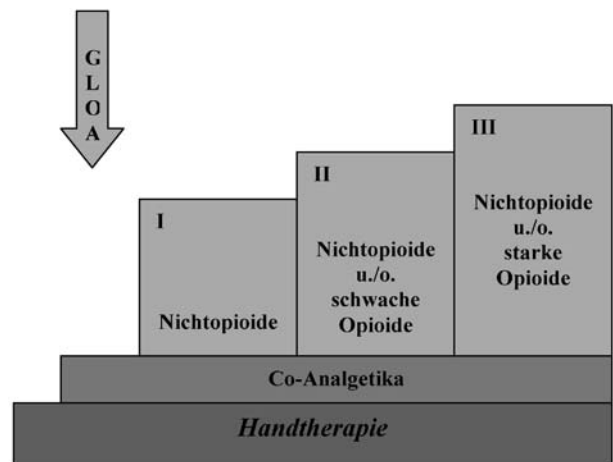 G
L
O
A
I
Nichtopioide
II
Nichtopioide
u./o.
schwache
Opioide
III
Nichtopioide
u./o.
starke
Opioide
Co-Analgetika
Handtherapie